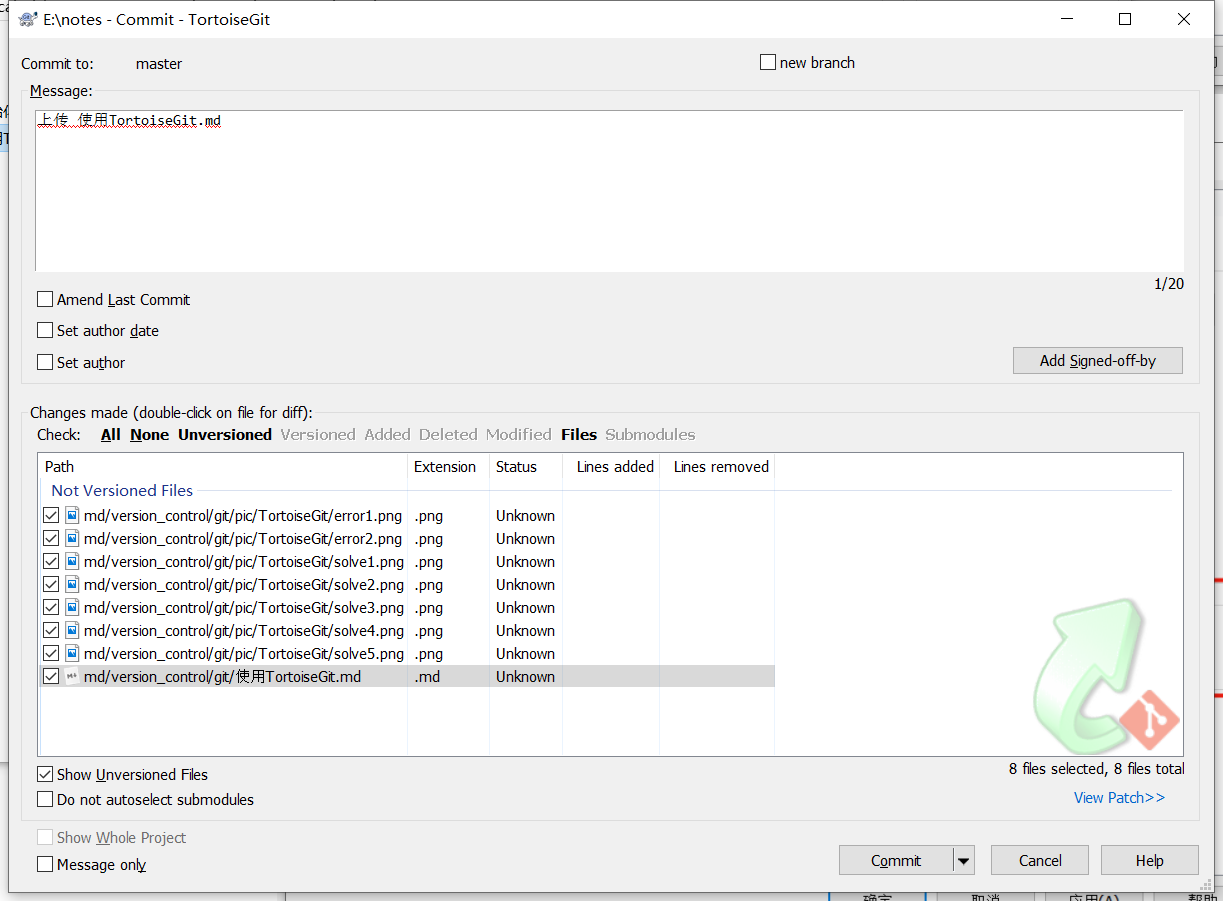 E:\notes - Commit - TortoiseGit
Commit to: master new branch
Message:
上传 使用TortoiseGit.md
1/20
Amend Last Commit
Set author date
Set author
Add Signed-off-by
Changes made (double-click on file for diff):
Check: All None Unversioned Versioned Added Deleted Modified Files Submodules
Path Extension Status Lines added Lines removed
Not Versioned Files
md/version_control/git/pic/TortoiseGit/error1.png .png Unknown
md/version_control/git/pic/TortoiseGit/error2.png .png Unknown
md/version_control/git/pic/TortoiseGit/solve1.png .png Unknown
md/version_control/git/pic/TortoiseGit/solve2.png .png Unknown
md/version_control/git/pic/TortoiseGit/solve3.png .png Unknown
md/version_control/git/pic/TortoiseGit/solve4.png .png Unknown
md/version_control/git/pic/TortoiseGit/solve5.png .png Unknown
md/version_control/git/使用TortoiseGit.md .md Unknown
Show Unversioned Files
8 files selected, 8 files total
Do not autoselect submodules
View Patch>>
Show Whole Project
Message only
Commit Cancel Help
确定 取消 应用(A) 帮助